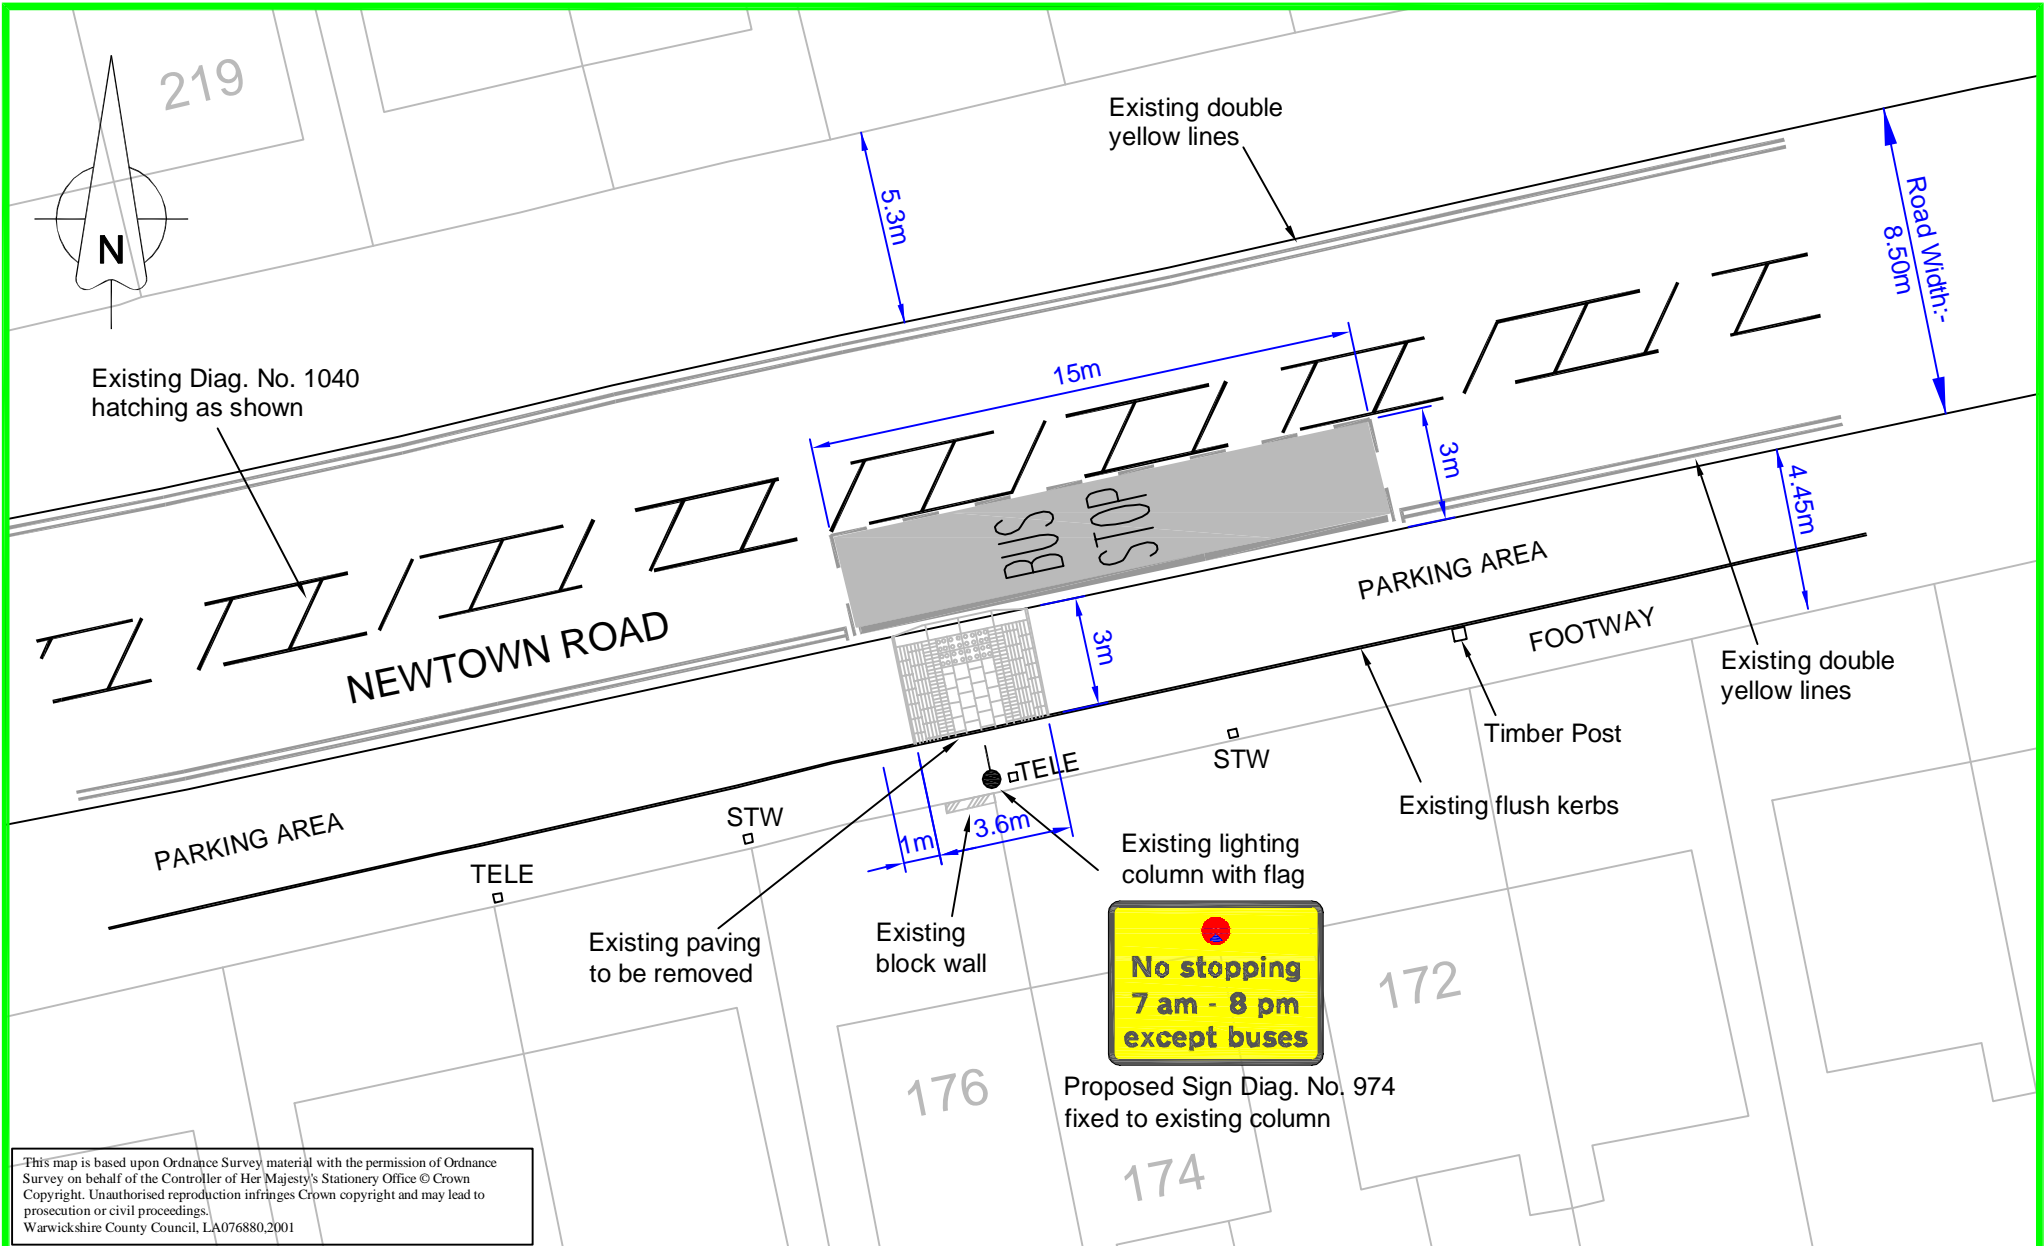 219
Existing double
yellow lines
5.3m
Road Width:-
8.50m
N
Existing Diag. No. 1040
hatching as shown
15m
3m
4.45m
BUS
STOP
PARKING AREA
NEWTOWN ROAD
3m
FOOTWAY
Existing double
yellow lines
Timber Post
STW
TELE
Existing flush kerbs
STW
PARKING AREA
1m
3.6m
TELE
Existing lighting
column with flag
Existing paving
to be removed
Existing
block wall
No stopping
7 am - 8 pm
except buses
172
Proposed Sign Diag. No. 974
fixed to existing column
176
174
This map is based upon Ordnance Survey material with the permission of Ordnance
Survey on behalf of the Controller of Her Majesty's Stationery Office © Crown
Copyright. Unauthorised reproduction infringes Crown copyright and may lead to
prosecution or civil proceedings.
Warwickshire County Council, LA076880,2001